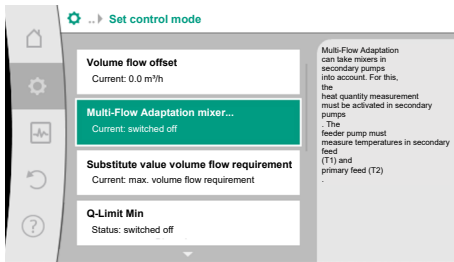 .. Set control mode
Volume flow offset
Current: 0.0 m³/h
Multi-Flow Adaptation mixer...
Current: switched off
Substitute value volume flow requirement
Current: max. volume flow requirement
Q-Limit Min
Status: switched off
Multi-Flow Adaptation
can take mixers in
secondary pumps
into account. For this,
the
heat quantity measurement
must be activated in secondary
pumps
. The
feeder pump must
measure temperatures in secondary
feed
(T1) and
primary feed (T2)
.
?